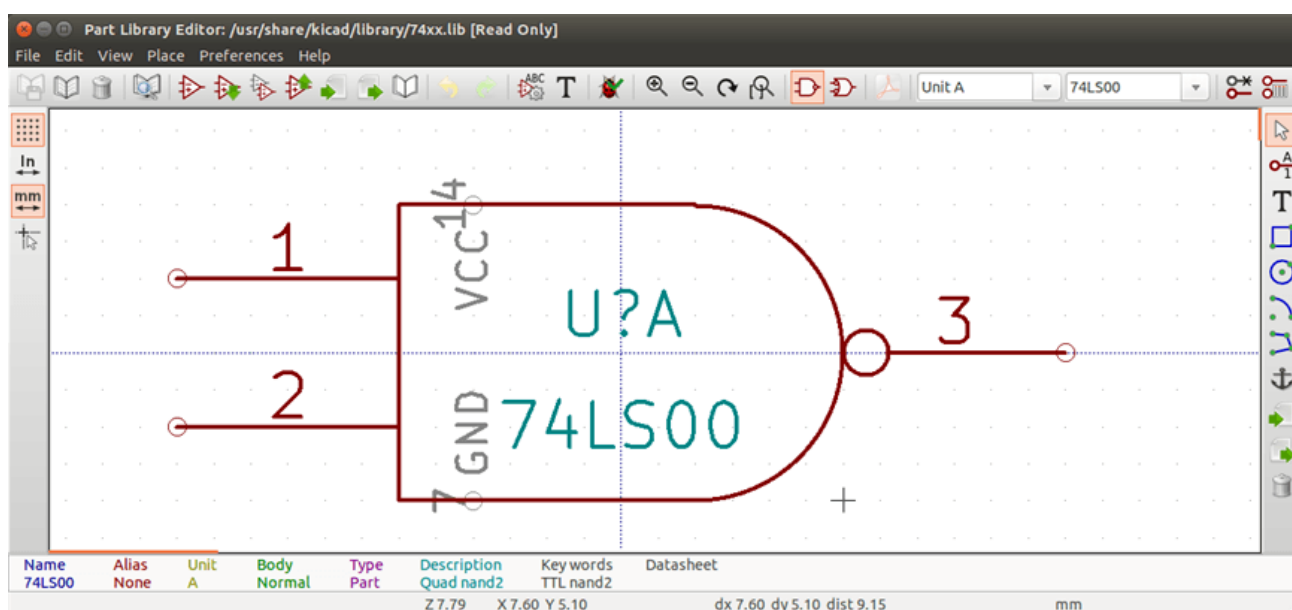 Part Library Editor: /usr/share/kicad/library/74xx.lib [Read Only]
File Edit View Place Preferences Help
ABC T Unit A 74LS00
In
mm
A
1
T
14
VCC
1
U?A
3
2
GND
74LS00
7
Name Alias Unit Body Type Description Key words Datasheet
74LS00 None A Normal Part Quad nand2 TTL nand2
Z 7.79 X 7.60 Y 5.10 dx 7.60 dy 5.10 dist 9.15 mm